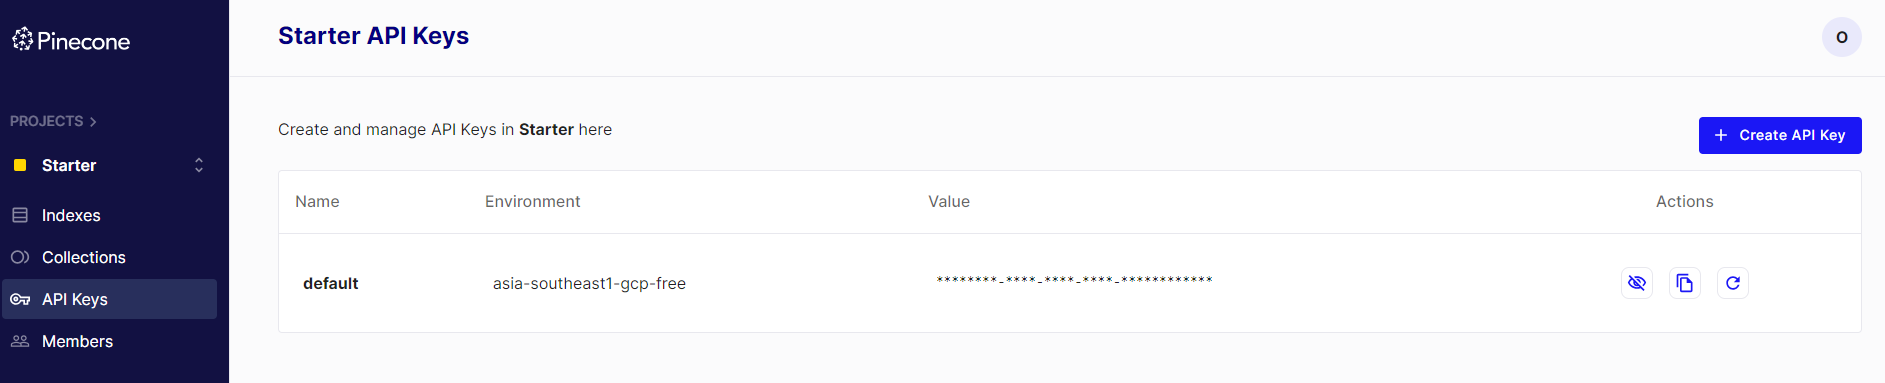 Pinecone
PROJECTS >
Starter
Indexes
Collections
API Keys
Members
Starter API Keys
O
Create and manage API Keys in Starter here
+ Create API Key
Name Environment Value Actions
default asia-southeast1-gcp-free ********-****-****-****-************